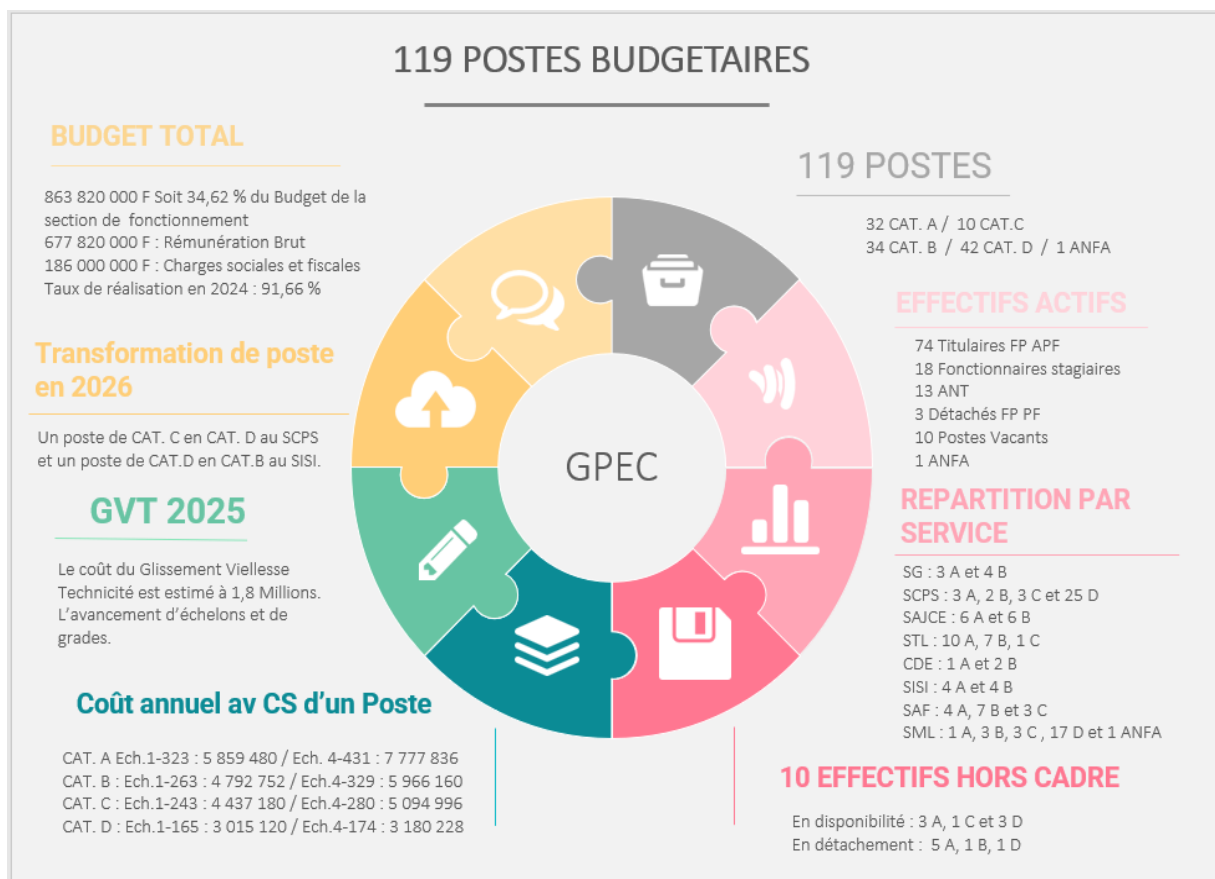 119 POSTES BUDGETAIRES
BUDGET TOTAL
863 820 000 F Soit 34,62 % du Budget de la
section de fonctionnement
677 820 000 F : Rémunération Brut
186 000 000 F : Charges sociales et fiscales
Taux de réalisation en 2024 : 91,66 %
Transformation de poste
en 2026
Un poste de CAT. C en CAT. D au SCPS
et un poste de CAT.D en CAT.B au SISI.
GVT 2025
Le coût du Glissement Viellesse
Technicité est estimé à 1,8 Millions.
L’avancement d’échelons et de
grades.
Coût annuel av CS d’un Poste
CAT. A Ech.1-323 : 5 859 480 / Ech. 4-431 : 7 777 836
CAT. B : Ech.1-263 : 4 792 752 / Ech.4-329 : 5 966 160
CAT. C : Ech.1-243 : 4 437 180 / Ech.4-280 : 5 094 996
CAT. D : Ech.1-165 : 3 015 120 / Ech.4-174 : 3 180 228
GPEC
119 POSTES
32 CAT. A / 10 CAT.C
34 CAT. B / 42 CAT. D / 1 ANFA
EFFECTIFS ACTIFS
74 Titulaires FP APF
18 Fonctionnaires stagiaires
13 ANT
3 Détachés FP PF
10 Postes Vacants
1 ANFA
REPARTITION PAR
SERVICE
SG : 3 A et 4 B
SCPS : 3 A, 2 B, 3 C et 25 D
SAJCE : 6 A et 6 B
STL : 10 A, 7 B, 1 C
CDE : 1 A et 2 B
SISI : 4 A et 4 B
SAF : 4 A, 7 B et 3 C
SML : 1 A, 3 B, 3 C , 17 D et 1 ANFA
10 EFFECTIFS HORS CADRE
En disponibilité : 3 A, 1 C et 3 D
En détachement : 5 A, 1 B, 1 D